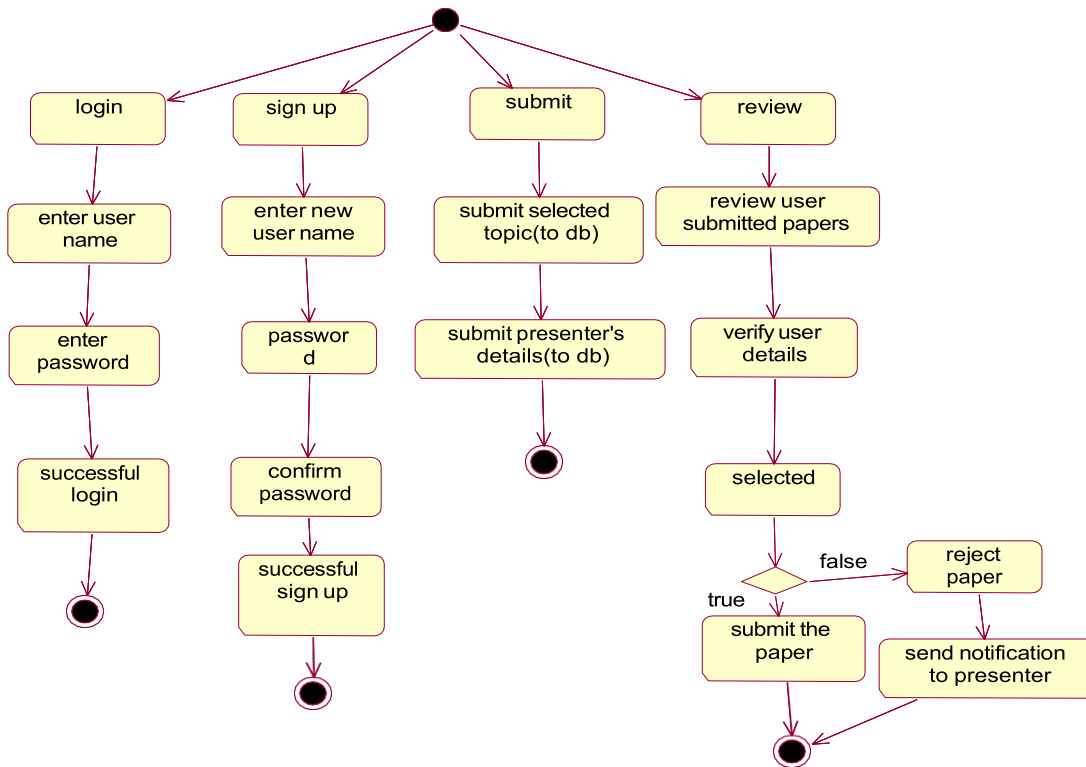 login
sign up
submit
review
enter user
name
enter new
user name
submit selected
topic(to db)
review user
submitted papers
enter
password
passwor
d
submit presenter's
details(to db)
verify user
details
successful
login
confirm
password
selected
successful
sign up
false
reject
paper
true
submit the
paper
send notification
to presenter